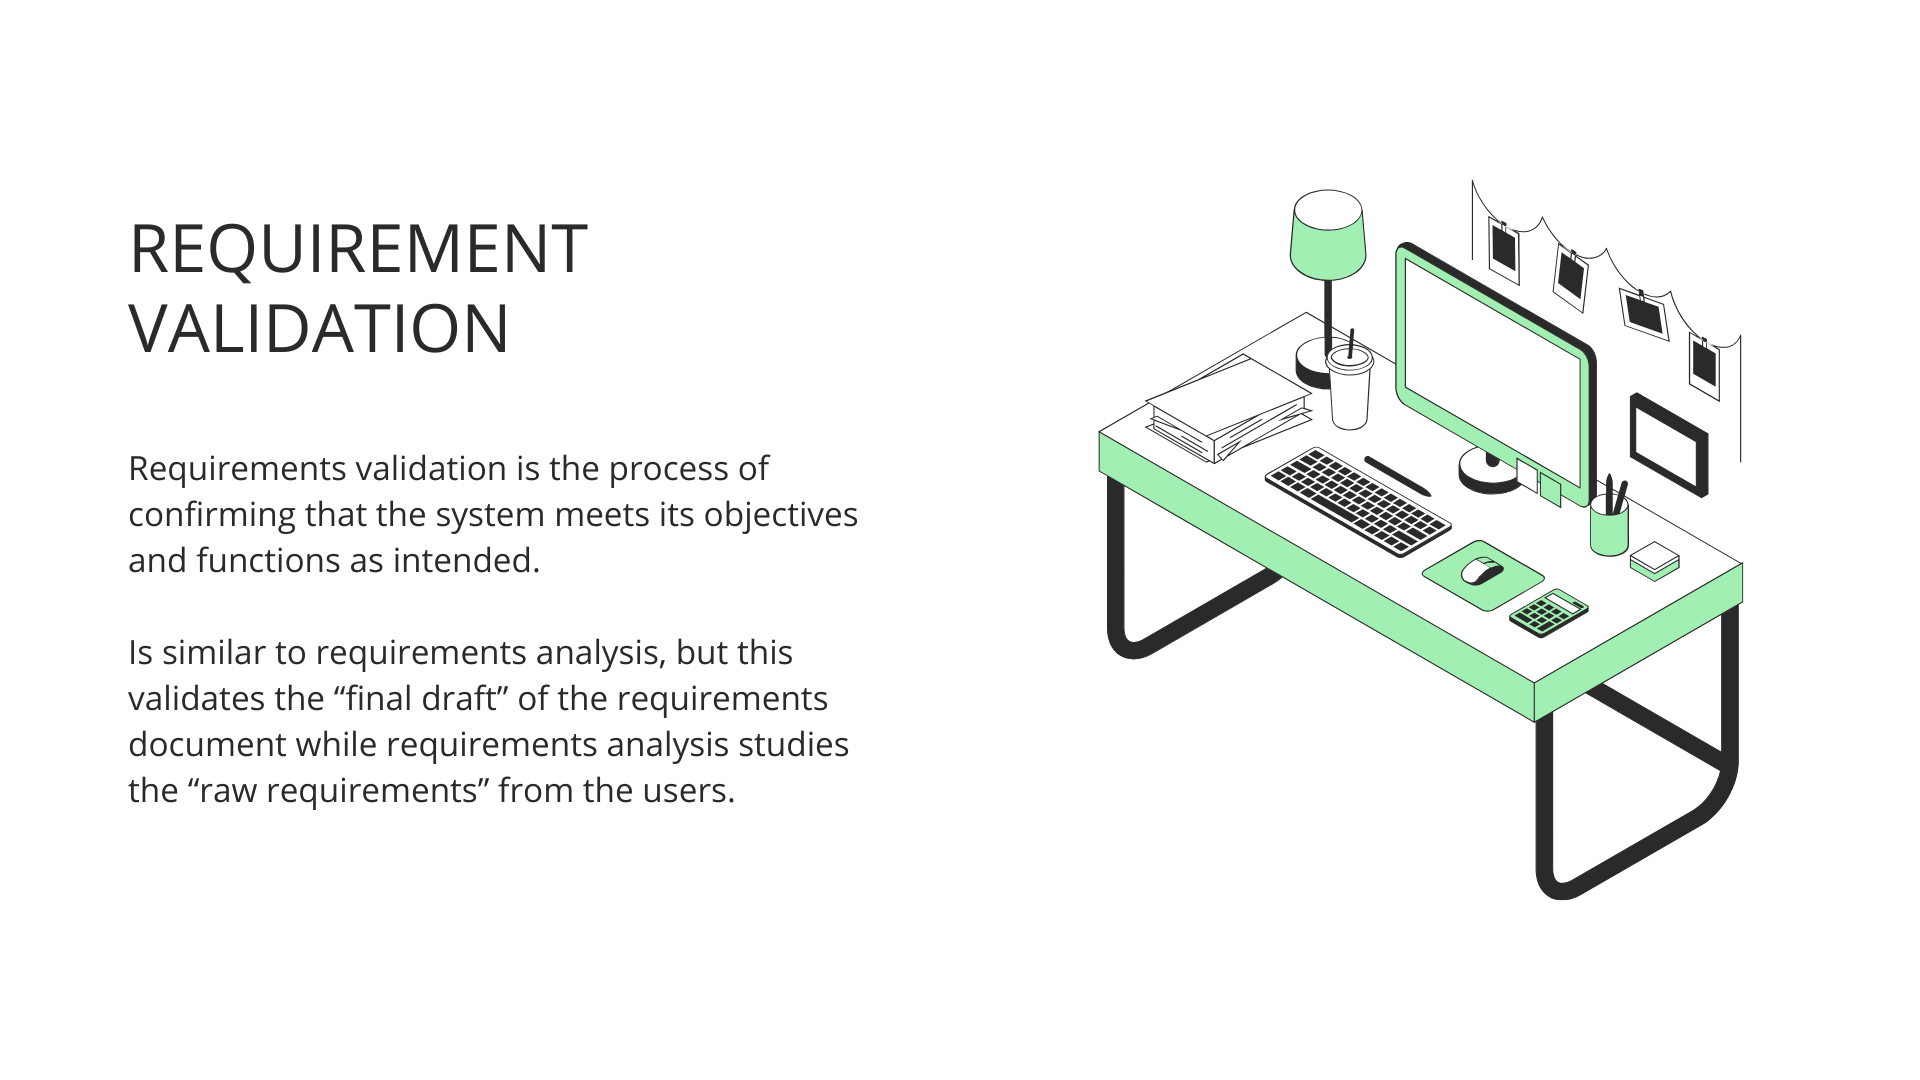 REQUIREMENT
VALIDATION
Requirements validation is the process of
confirming that the system meets its objectives
and functions as intended.
Is similar to requirements analysis, but this
validates the “final draft” of the requirements
document while requirements analysis studies
the “raw requirements” from the users.